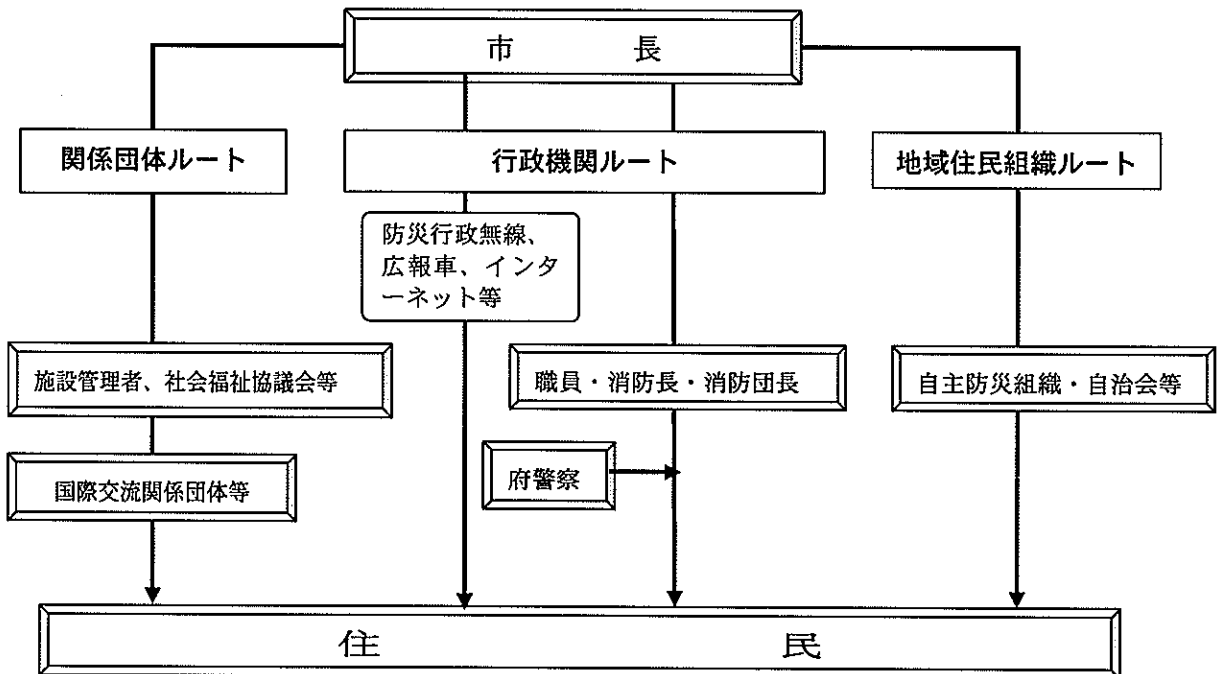 市　長
関係団体ルート
行政機関ルート
地域住民組織ルート
防災行政無線、
広報車、インタ
ーネット等
施設管理者、社会福祉協議会等
職員・消防長・消防団長
自主防災組織・自治会等
国際交流関係団体等
府警察
住　民